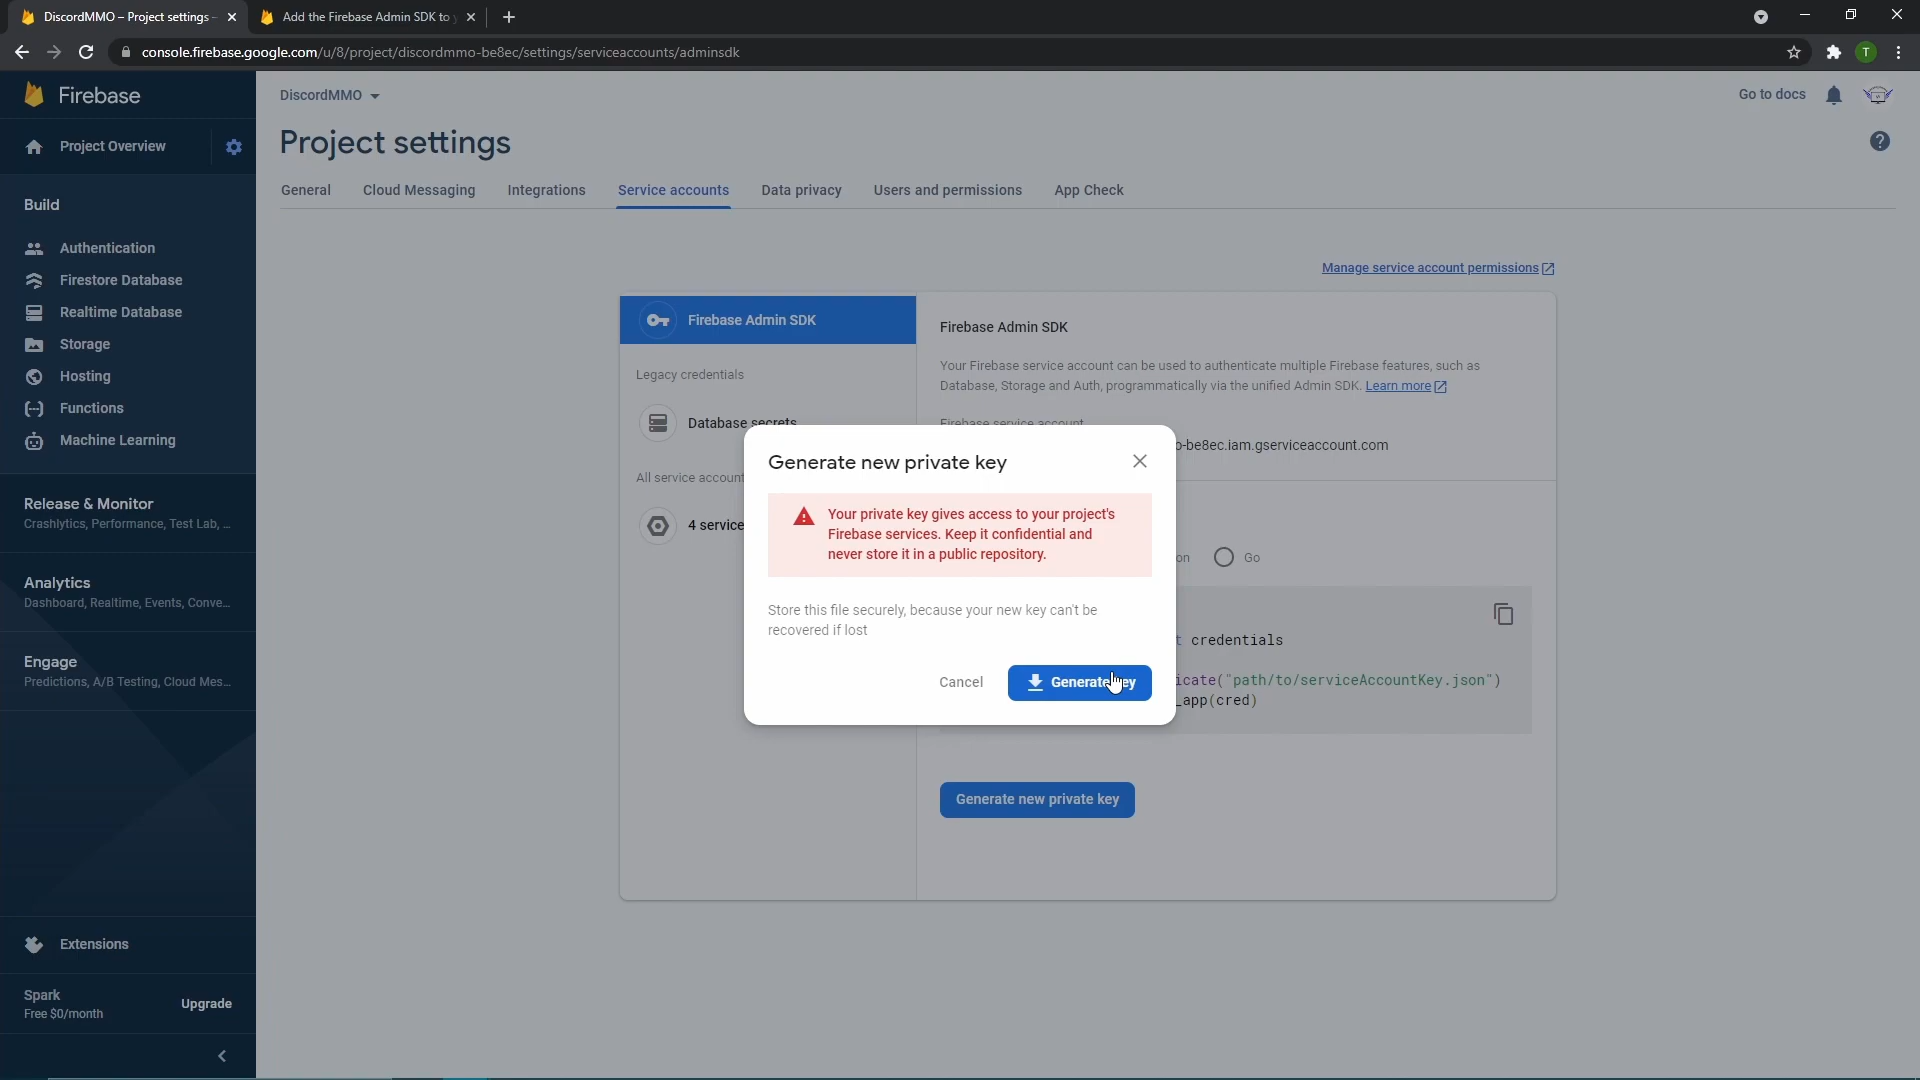 DiscordMMO – Project settings -
Add the Firebase Admin SDK to
console.firebase.google.com/u/8/project/discordmmo-be8ec/settings/serviceaccounts/adminsdk
T
Firebase
DiscordMMO
Go to docs
Project Overview
Project settings
General
Cloud Messaging
Integrations
Service accounts
Data privacy
Users and permissions
App Check
Build
Authentication
Firestore Database
Realtime Database
Storage
Hosting
Functions
Machine Learning
Release & Monitor
Crashlytics, Performance, Test Lab, ...
Analytics
Dashboard, Realtime, Events, Conve...
Engage
Predictions, A/B Testing, Cloud Mes...
Extensions
Spark
Free $0/month
Upgrade
Manage service account permissions
Firebase Admin SDK
Legacy credentials
Database secrets
All service account
4 service
Firebase Admin SDK
Your Firebase service account can be used to authenticate multiple Firebase features, such as
Database, Storage and Auth, programmatically via the unified Admin SDK. Learn more
Firebase service account
o-be8ec.iam.gserviceaccount.com
on
Go
t credentials
icate("path/to/serviceAccountKey.json")
_app(cred)
Generate new private key
Generate new private key
Your private key gives access to your project's
Firebase services. Keep it confidential and
never store it in a public repository.
Store this file securely, because your new key can't be
recovered if lost
Cancel
Generate key